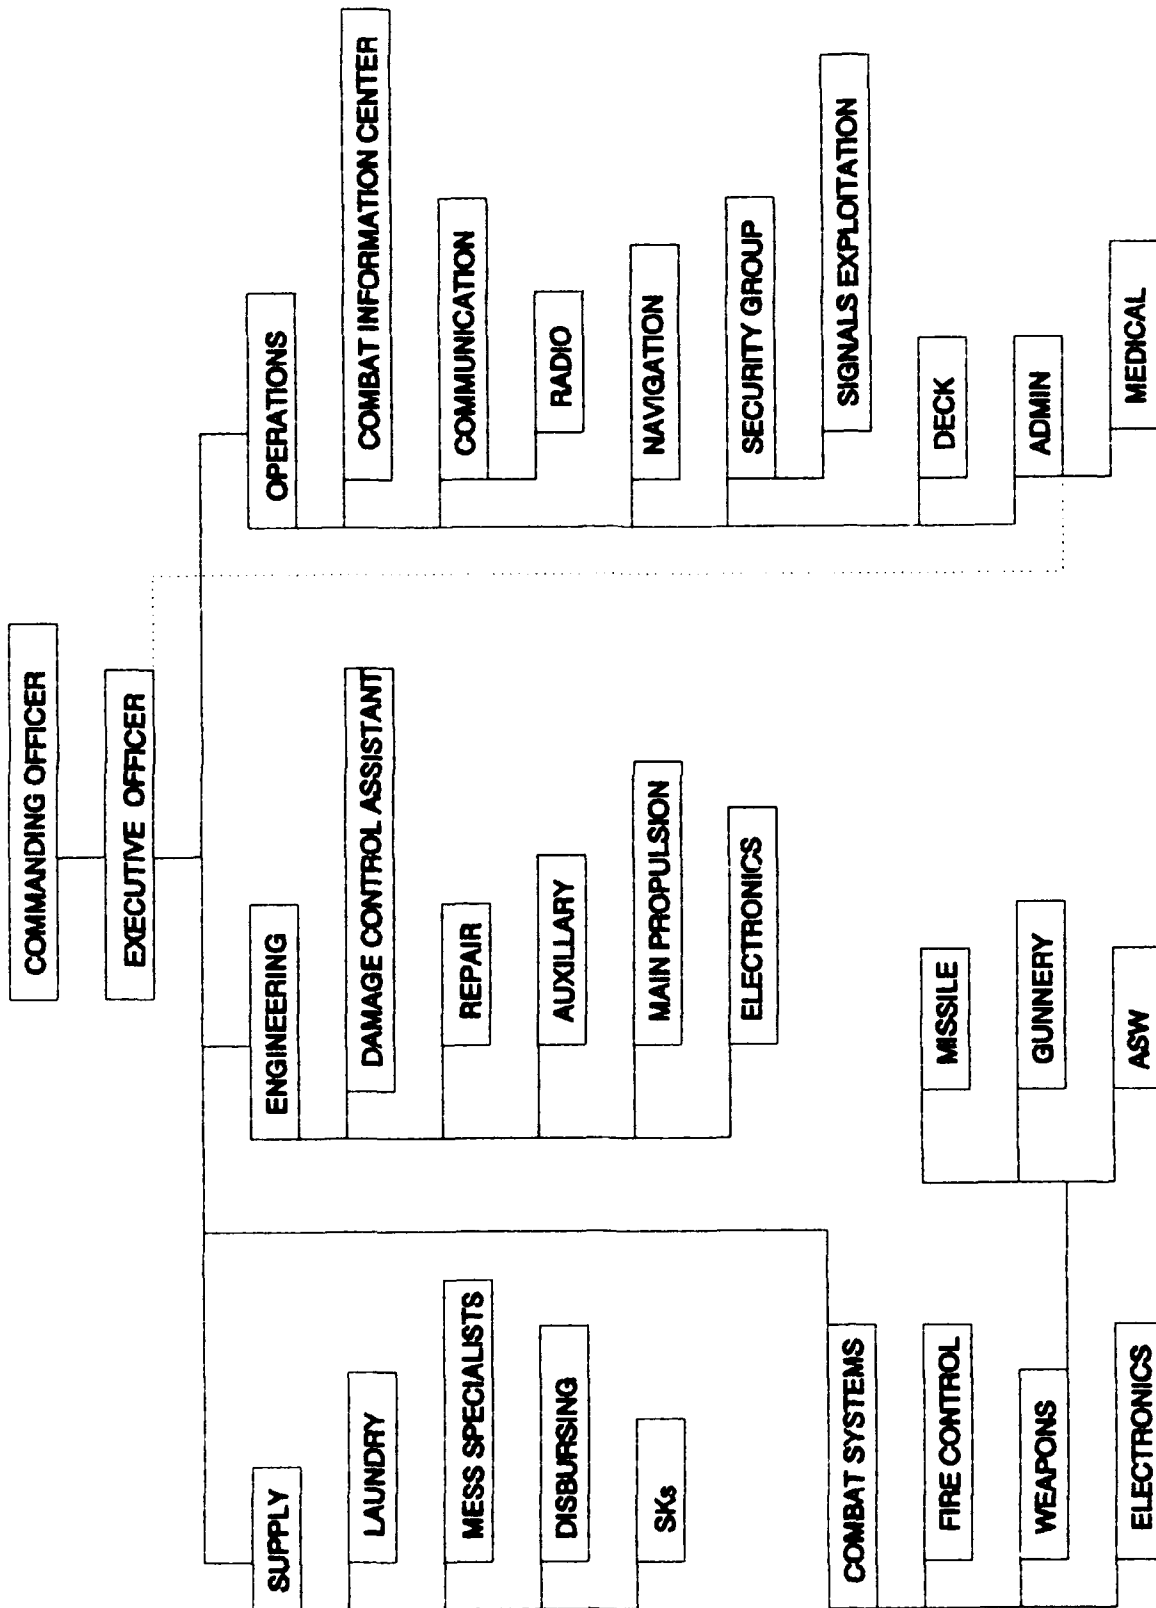 COMMANDING OFFICER
EXECUTIVE OFFICER
SUPPLY
LAUNDRY
MESS SPECIALISTS
DISBURSING
SKs
COMBAT SYSTEMS
FIRE CONTROL
WEAPONS
ELECTRONICS
MISSILE
GUNNERY
ASW
ENGINEERING
DAMAGE CONTROL ASSISTANT
REPAIR
AUXILLARY
MAIN PROPULSION
ELECTRONICS
OPERATIONS
COMBAT INFORMATION CENTER
COMMUNICATION
RADIO
NAVIGATION
SECURITY GROUP
SIGNALS EXPLOITATION
DECK
ADMIN
MEDICAL